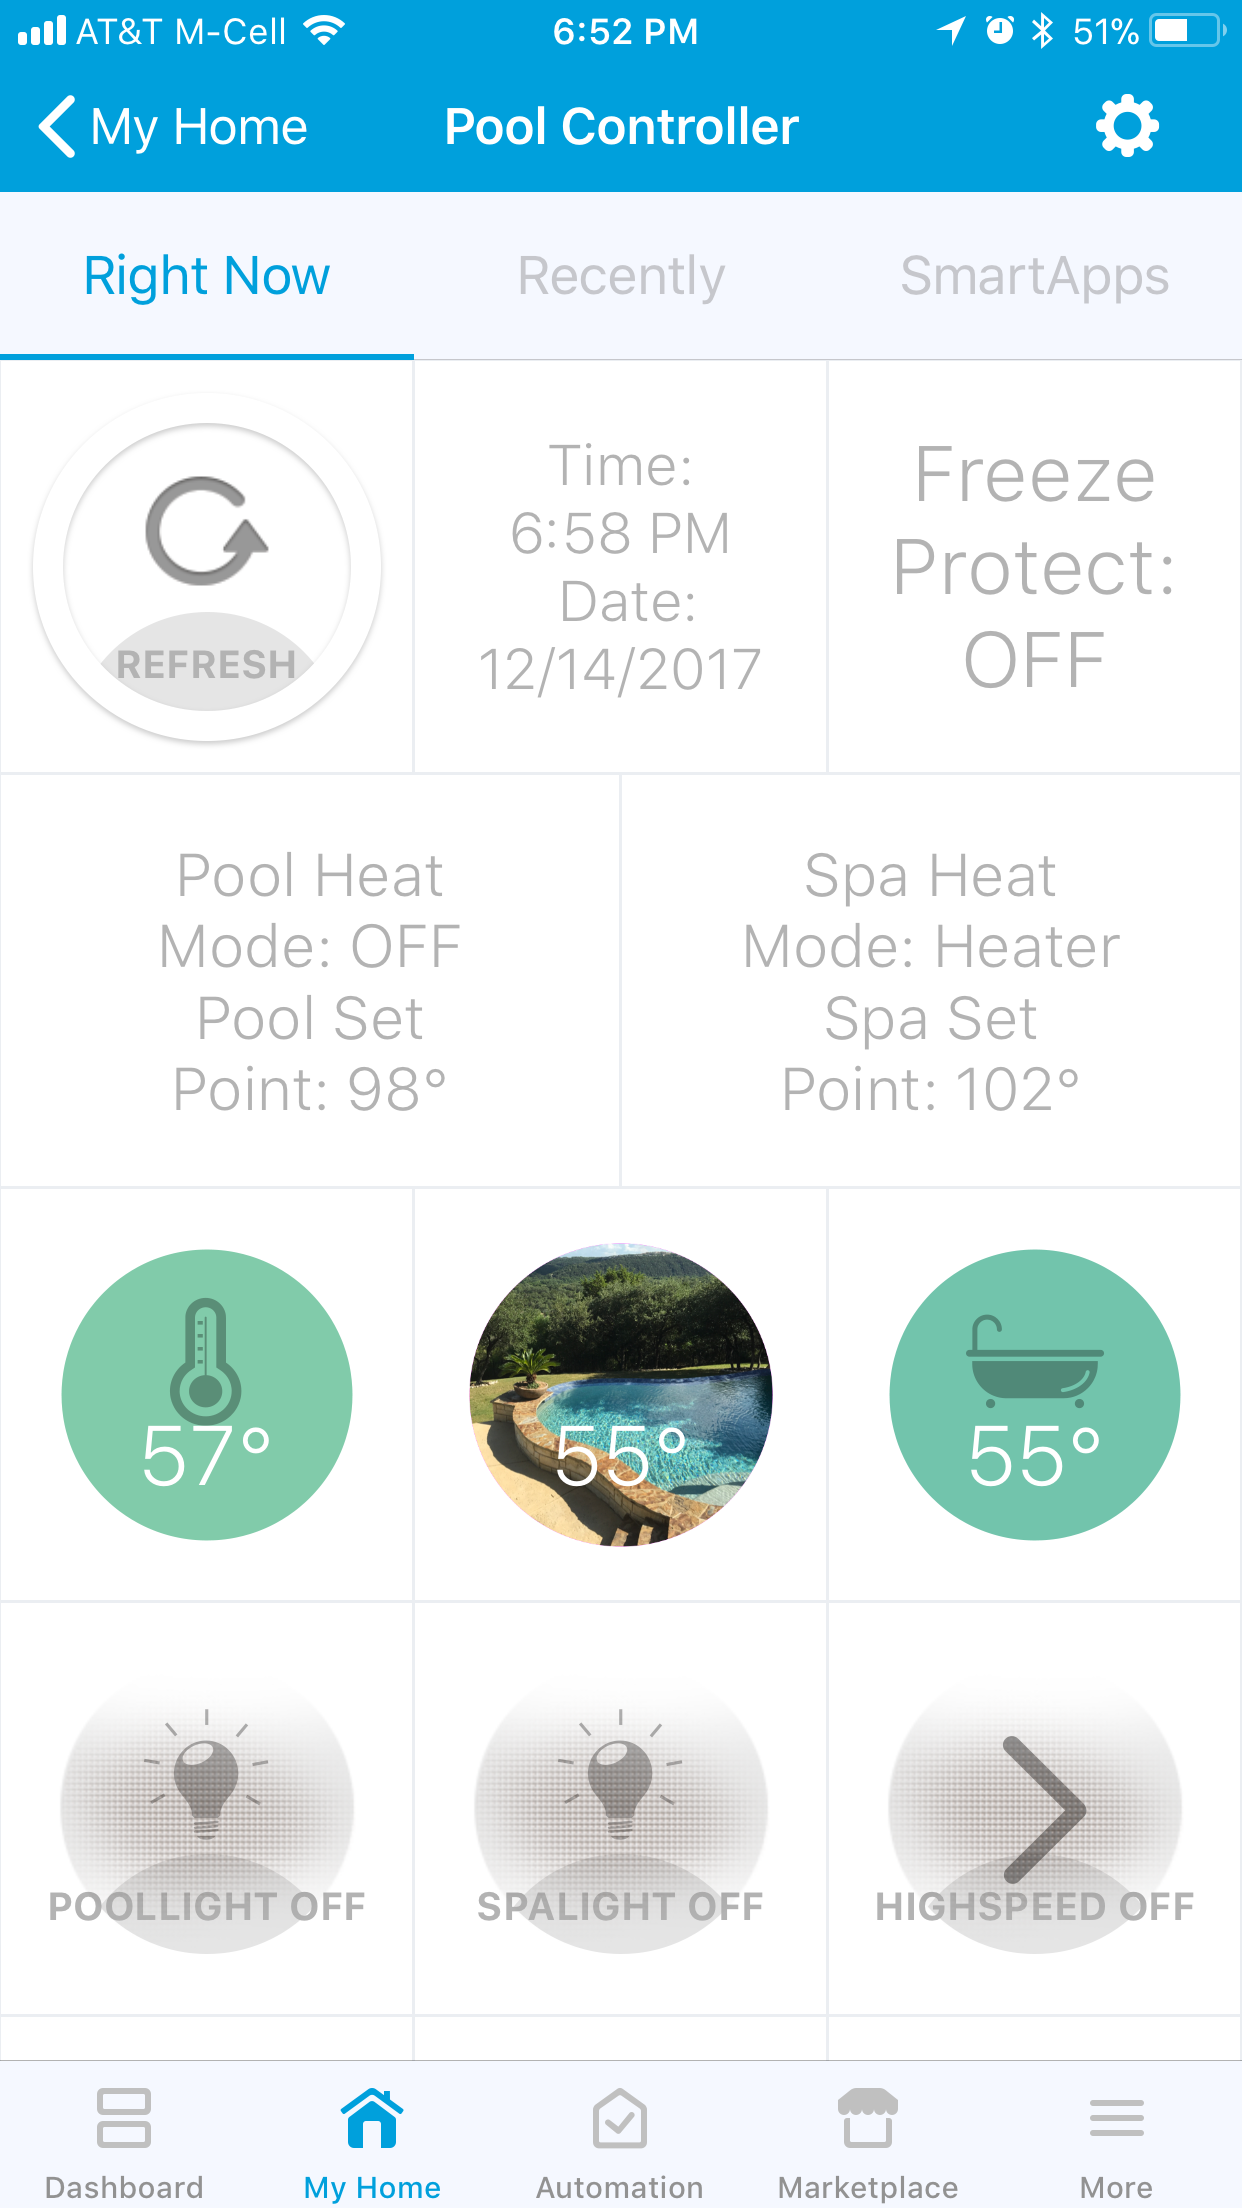 AT&T M-Cell 6:52 PM 51%
My Home Pool Controller
Right Now Recently SmartApps
REFRESH
Time:
6:58 PM
Date:
12/14/2017
Freeze
Protect:
OFF
Pool Heat
Mode: OFF
Pool Set
Point: 98°
Spa Heat
Mode: Heater
Spa Set
Point: 102°
57° 55° 55°
POOLLIGHT OFF SPALIGHT OFF HIGHSPEED OFF
Dashboard My Home Automation Marketplace More